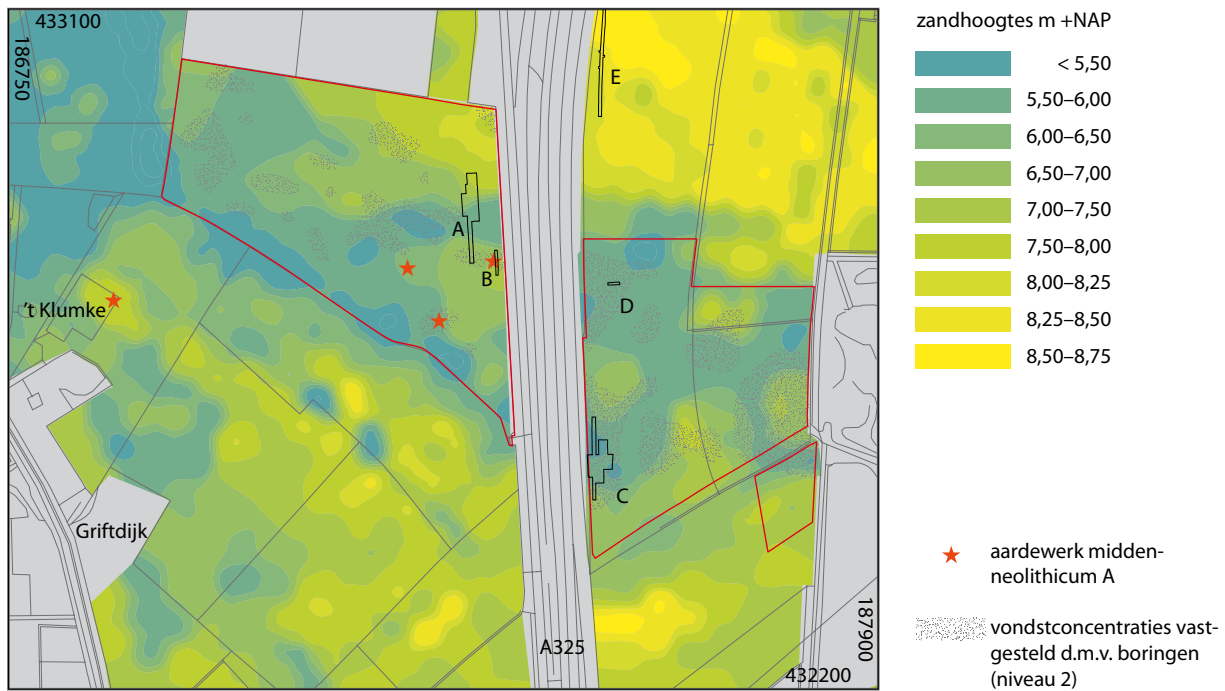 433100
186750
E
A
B
D
't Klumke
C
Griftdijk
A325
187900
432200
zandhoogtes m +NAP
< 5,50
5,50–6,00
6,00–6,50
6,50–7,00
7,00–7,50
7,50–8,00
8,00–8,25
8,25–8,50
8,50–8,75
aardewerk midden-
neolithicum A
vondstconcentraties vast-
gesteld d.m.v. boringen
(niveau 2)